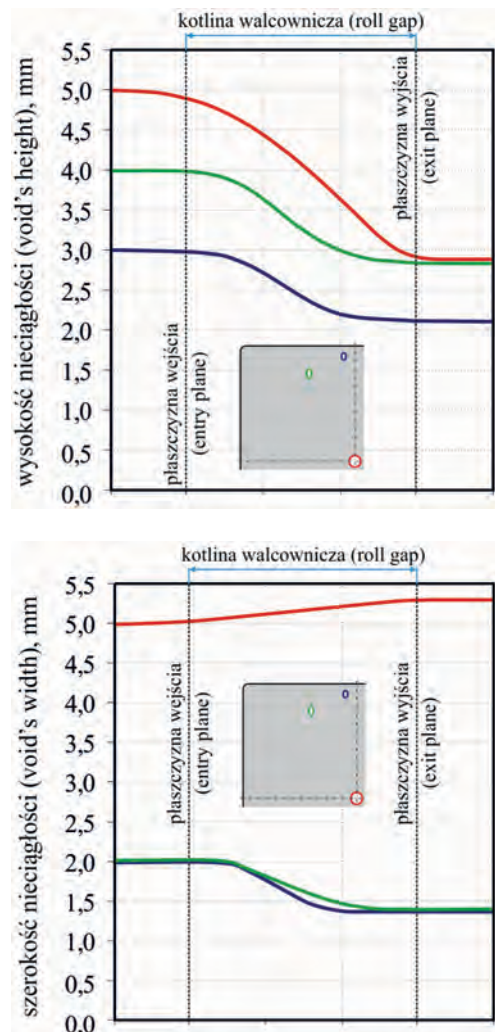 kotlina walcownicza (roll gap)
wysokość nieciągłości (void's height), mm
5,5
5,0
4,5
4,0
3,5
3,0
2,5
2,0
1,5
1,0
0,5
0,0
płaszczyzna wejścia
(entry plane)
płaszczyzna wyjścia
(exit plane)
kotlina walcownicza (roll gap)
szerokość nieciągłości (void's width), mm
5,5
5,0
4,5
4,0
3,5
3,0
2,5
2,0
1,5
1,0
0,5
0,0
płaszczyzna wejścia
(entry plane)
płaszczyzna wyjścia
(exit plane)